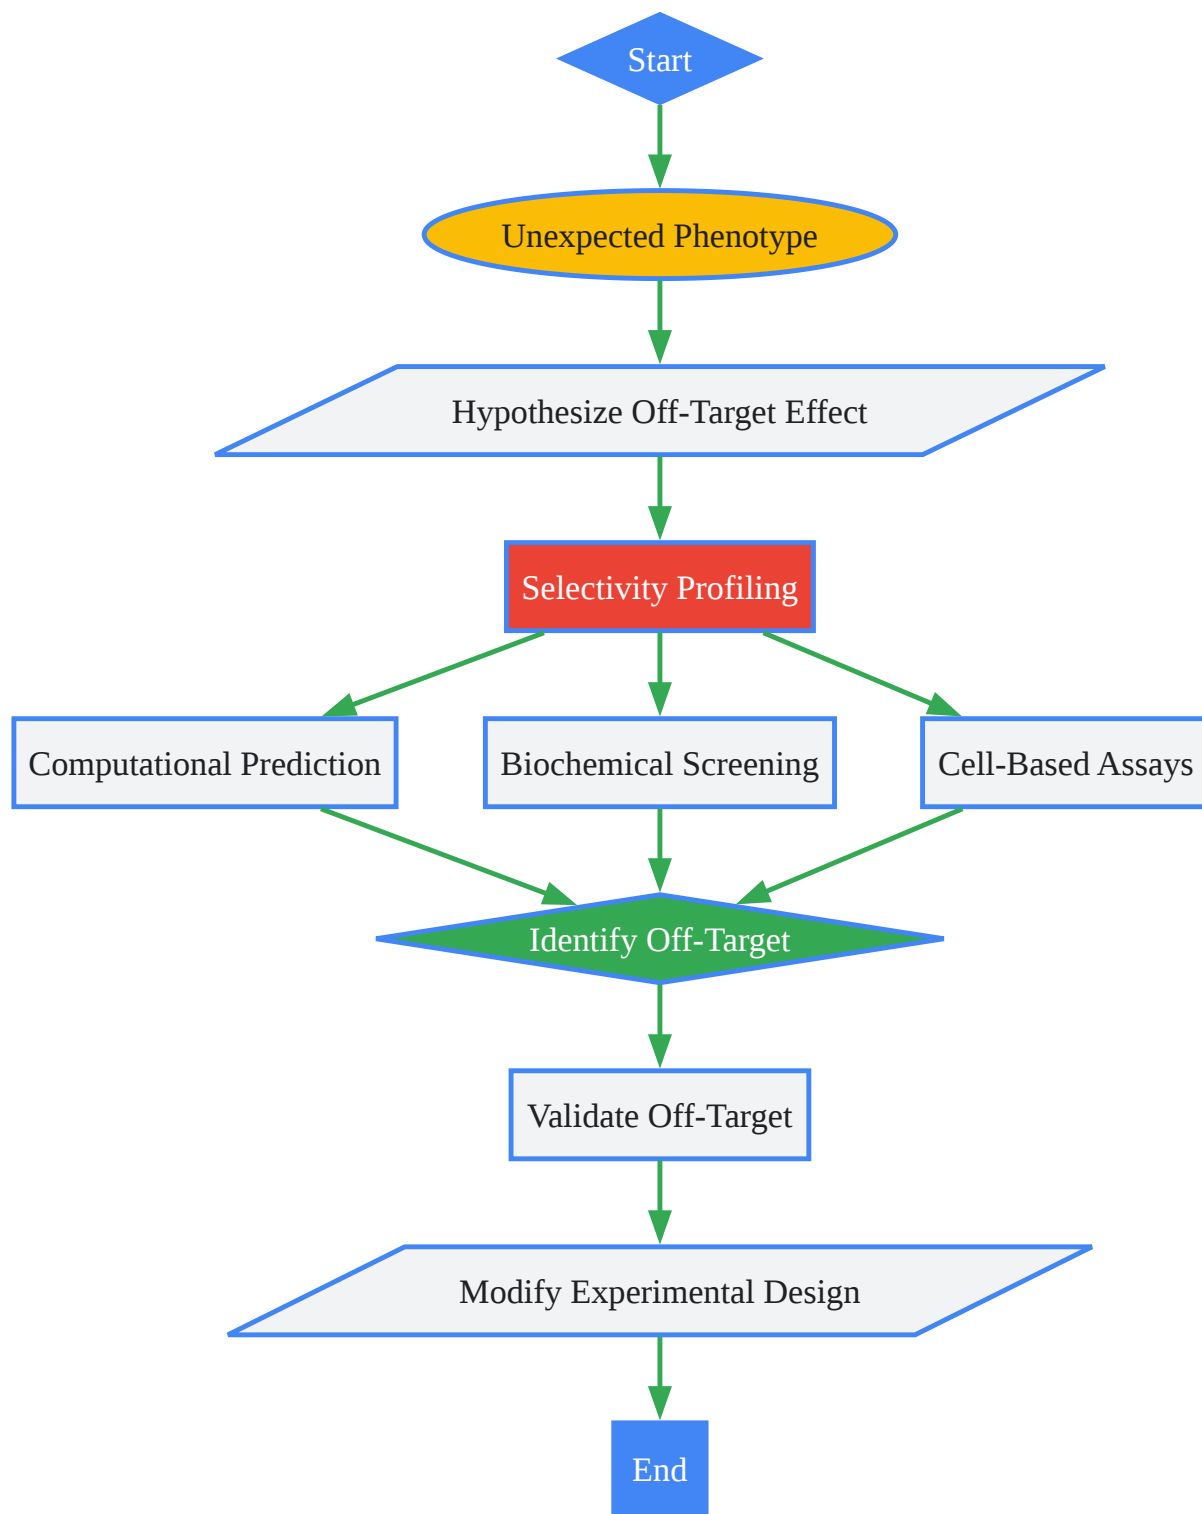 Start
Unexpected Phenotype
Hypothesize Off-Target Effect
Selectivity Profiling
Computational Prediction
Biochemical Screening
Cell-Based Assays
Identify Off-Target
Validate Off-Target
Modify Experimental Design
End